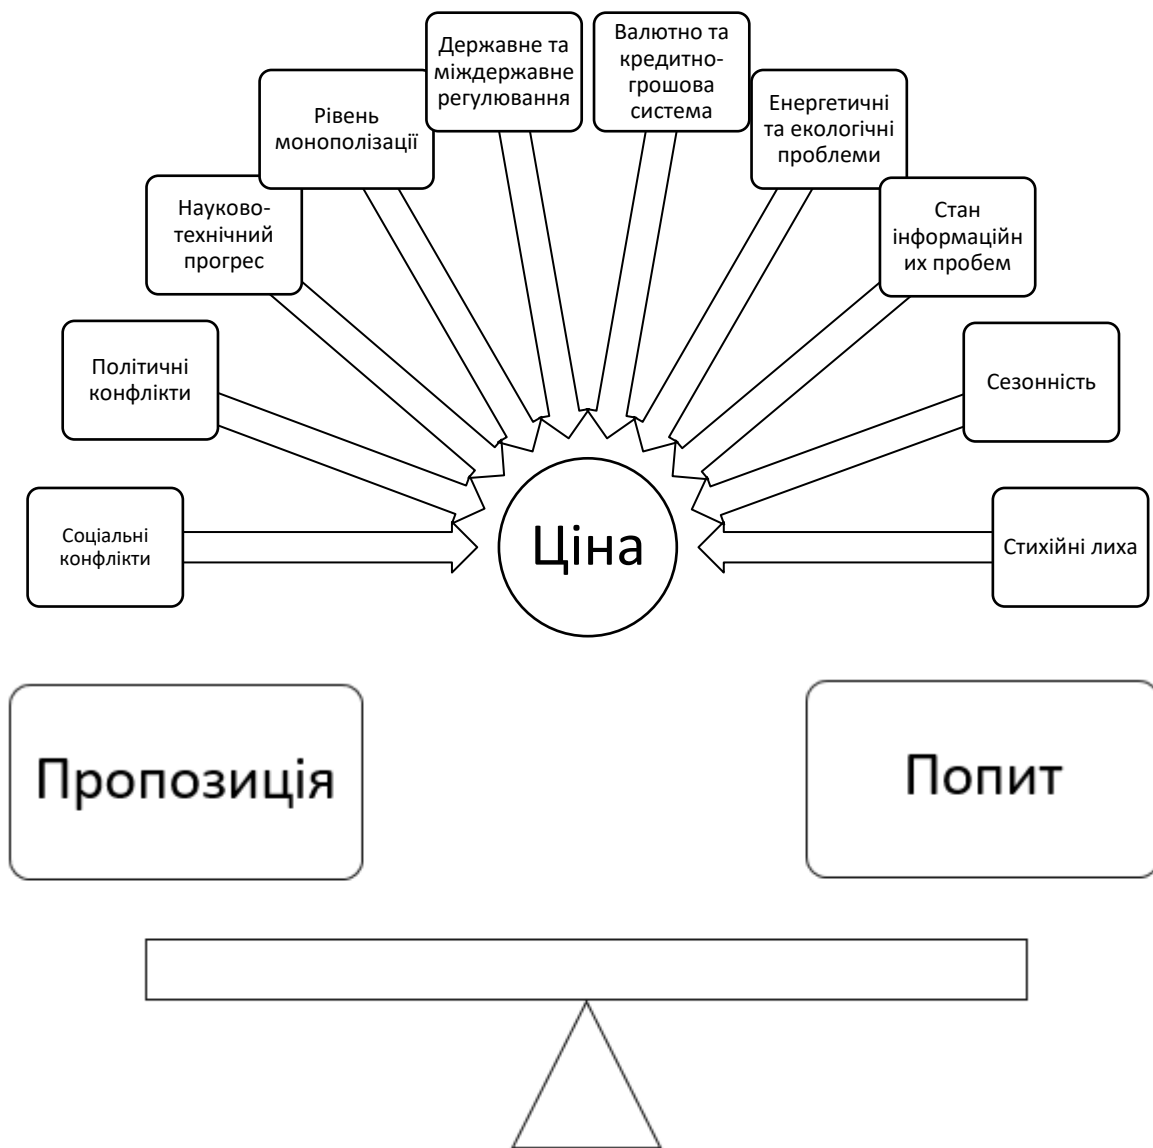 Державне та
міждержавне
регулювання
Валютно та
кредитно-
грошова
система
Рівень
монополізації
Енергетичні
та екологічні
проблеми
Науково-
технічний
прогрес
Стан
інформаційн
их пробем
Політичні
конфлікти
Сезонність
Соціальні
конфлікти
Ціна
Стихійні лиха
Пропозиція
Попит